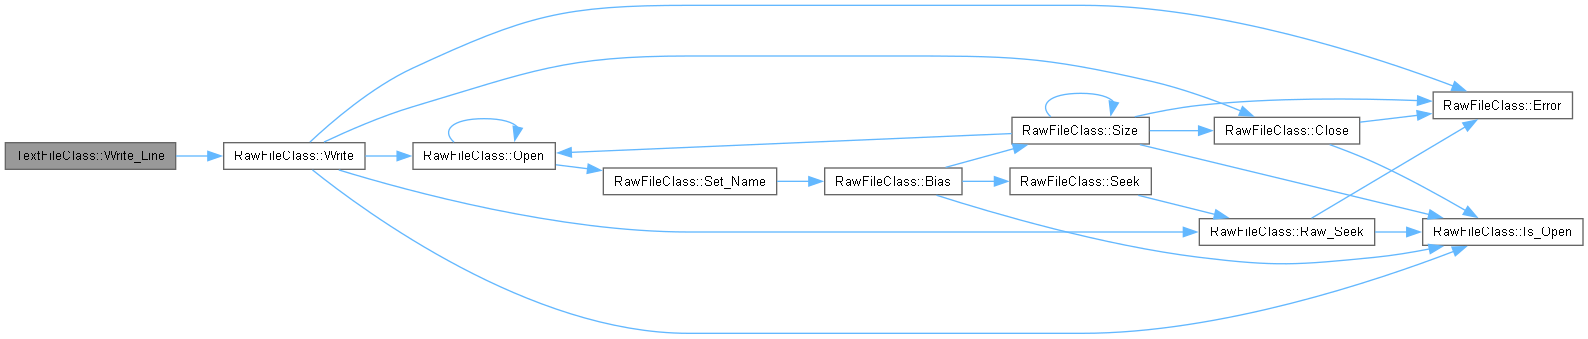 TextFileClass::Write_Line
RawFileClass::Write
RawFileClass::Open
RawFileClass::Set_Name
RawFileClass::Bias
RawFileClass::Size
RawFileClass::Seek
RawFileClass::Close
RawFileClass::Raw_Seek
RawFileClass::Error
RawFileClass::Is_Open